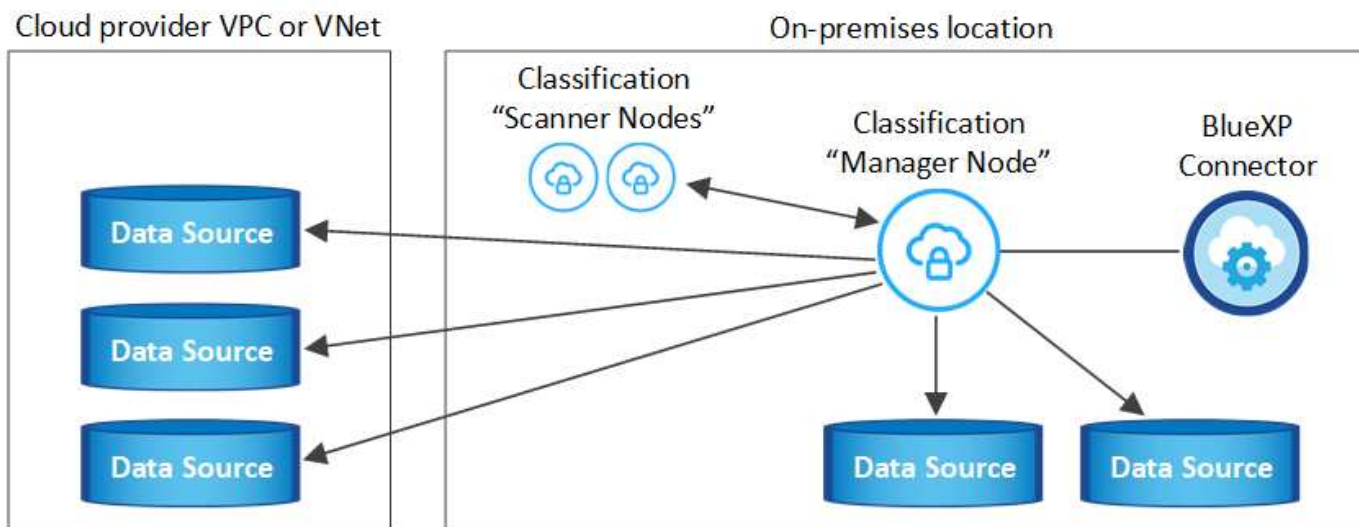 Cloud provider VPC or VNet
On-premises location
Classification
“Scanner Nodes”
Classification
“Manager Node”
BlueXP
Connector
Data Source
Data Source
Data Source
Data Source
Data Source